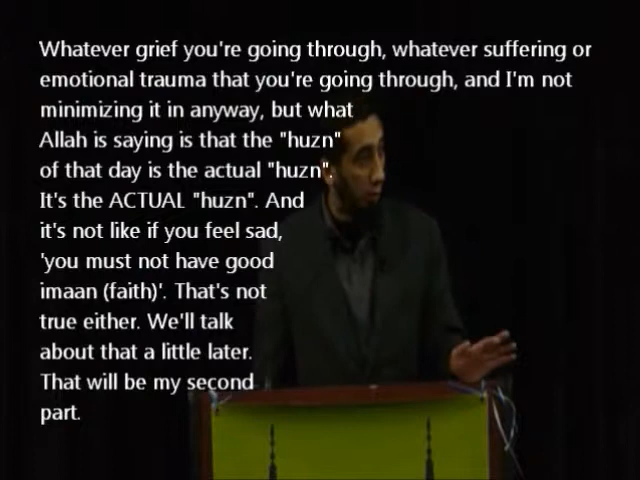 Whatever grief you're going through, whatever suffering or
emotional trauma that you're going through, and I'm not
minimizing it in anyway, but what
Allah is saying is that the "huzn"
of that day is the actual "huzn".
It's the ACTUAL "huzn". And
it's not like if you feel sad,
'you must not have good
imaan (faith)'. That's not
true either. We'll talk
about that a little later.
That will be my second
part.